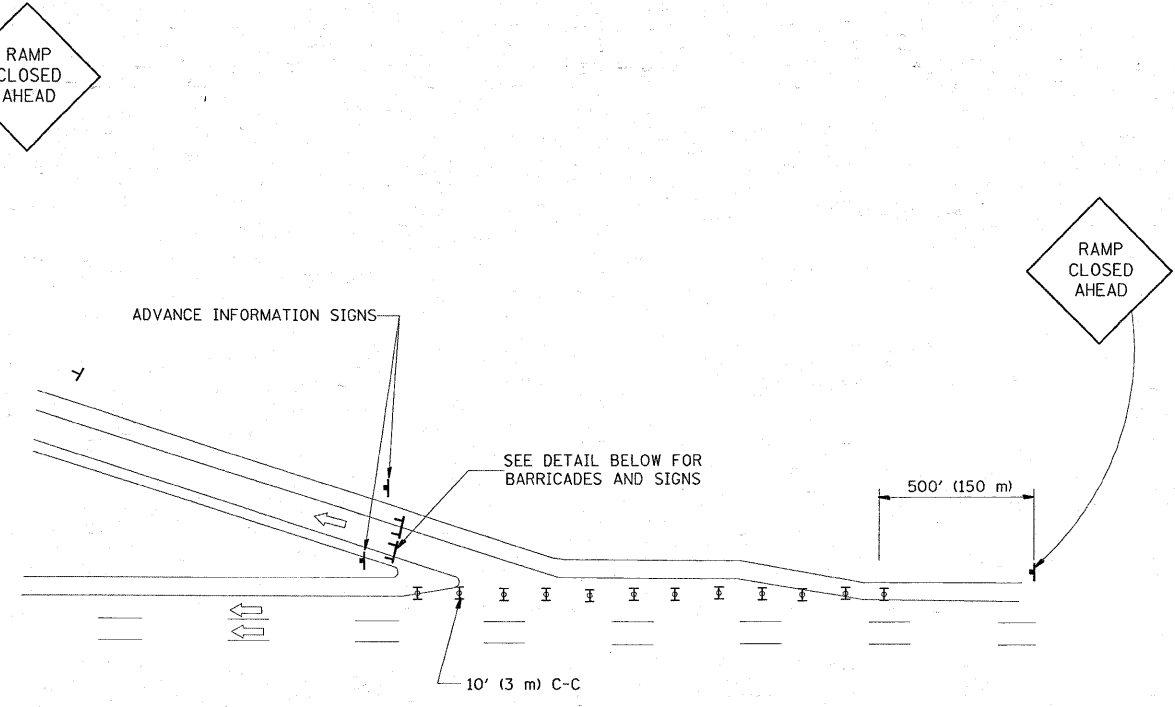 RAMP
CLOSED
AHEAD
RAMP
CLOSED
AHEAD
ADVANCE INFORMATION SIGNS
SEE DETAIL BELOW FOR
BARRICADES AND SIGNS
500' (150 m)
10' (3 m) C-C